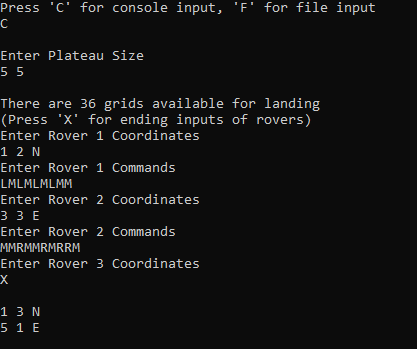 Press 'C' for console input, 'F' for file input
C
Enter Plateau Size
5 5
There are 36 grids available for landing
(Press 'X' for ending inputs of rovers)
Enter Rover 1 Coordinates
1 2 N
Enter Rover 1 Commands
LMLMLMLMM
Enter Rover 2 Coordinates
3 3 E
Enter Rover 2 Commands
MMRMMRMRRM
Enter Rover 3 Coordinates
X
1 3 N
5 1 E